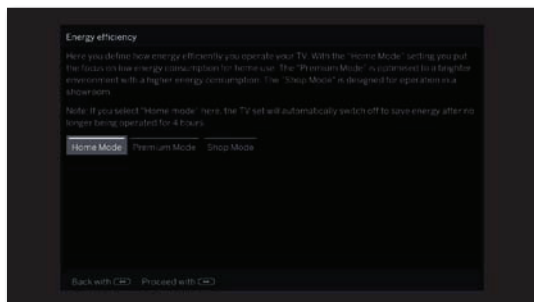 Energy efficiency
Here you define how energy efficiently you operate your TV. With the "Home Mode" setting you put
the focus on low energy consumption for home use. The "Premium Mode" is optimised to a brighter
environment with a higher energy consumption. The "Shop Mode" is designed for operation in a
showroom.
Note: If you select "Home mode" here, the TV set will automatically switch off to save energy after no
longer being operated for 4 hours.
Home Mode Premium Mode Shop Mode
Back with Proceed with